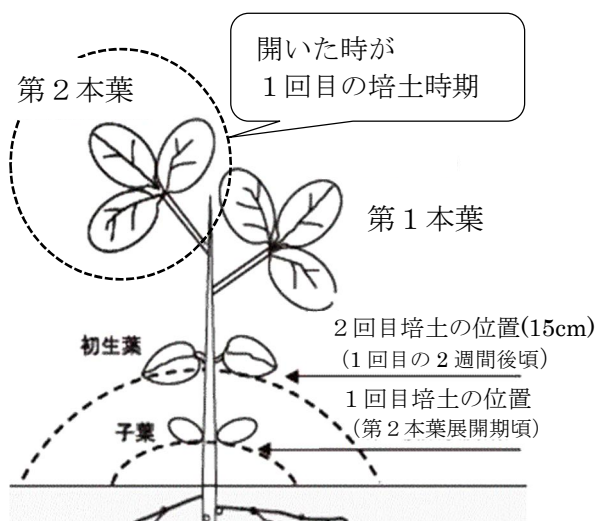 開いた時が
１回目の培土時期
第２本葉
第１本葉
２回目培土の位置(15cm)
（１回目の２週間後頃）
初生葉
１回目培土の位置
（第２本葉展開期頃）
子葉